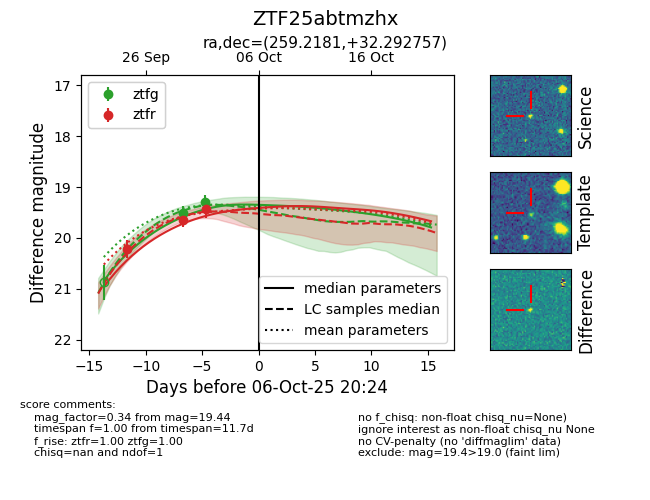 ZTF25abtmzhx
ra,dec=(259.2181,+32.292757)
26 Sep
06 Oct
16 Oct
ztfg
ztfr
17
18
19
20
21
22
Difference magnitude
median parameters
LC samples median
mean parameters
−15
−10
−5
0
5
10
15
Days before 06-Oct-25 20:24
Science
Template
Difference
score comments:
mag_factor=0.34 from mag=19.44
timespan f=1.00 from timespan=11.7d
f_rise: ztfr=1.00 ztfg=1.00
chisq=nan and ndof=1
no f_chisq: non-float chisq_nu=None)
ignore interest as non-float chisq_nu None
no CV-penalty (no 'diffmaglim' data)
exclude: mag=19.4>19.0 (faint lim)